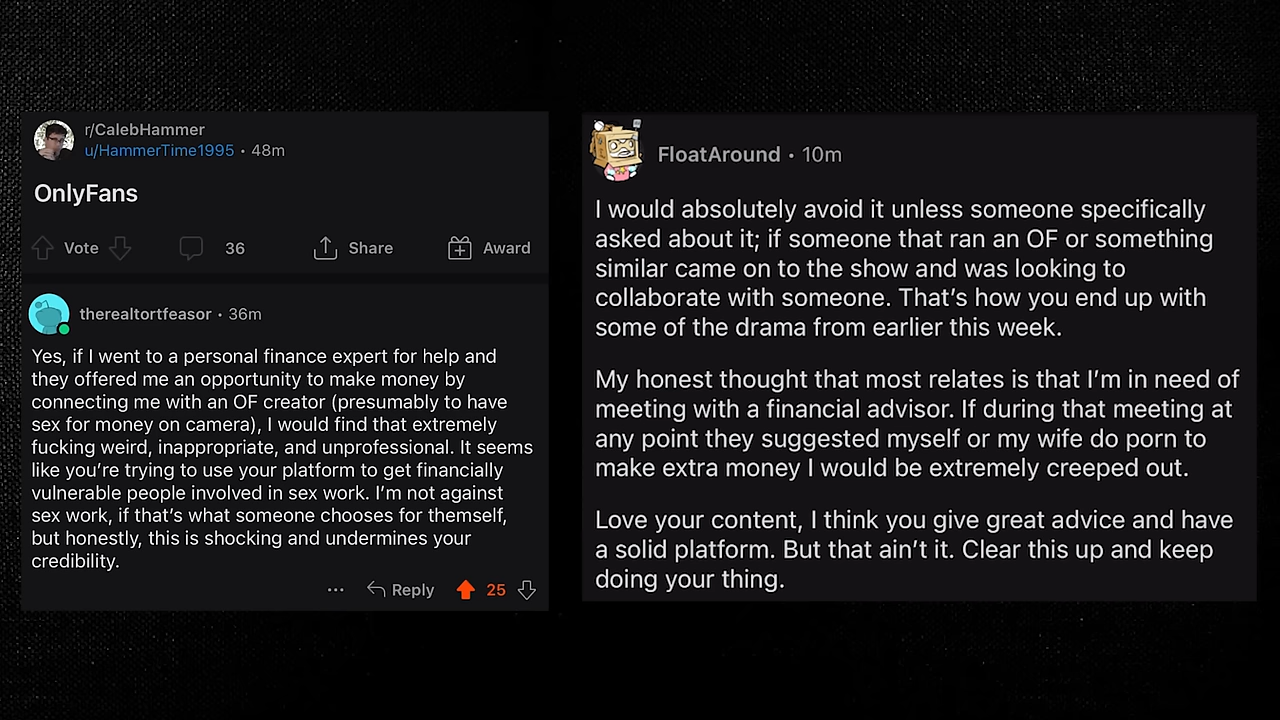 r/CalebHammer
u/HammerTime1995 • 48m
OnlyFans
Vote
36
Share
Award
therealtortfeasor • 36m
Yes, if I went to a personal finance expert for help and
they offered me an opportunity to make money by
connecting me with an OF creator (presumably to have
sex for money on camera), I would find that extremely
fucking weird, inappropriate, and unprofessional. It seems
like you’re trying to use your platform to get financially
vulnerable people involved in sex work. I’m not against
sex work, if that’s what someone chooses for themself,
but honestly, this is shocking and undermines your
credibility.
... Reply 25
FloatAround • 10m
I would absolutely avoid it unless someone specifically
asked about it; if someone that ran an OF or something
similar came on to the show and was looking to
collaborate with someone. That’s how you end up with
some of the drama from earlier this week.
My honest thought that most relates is that I’m in need of
meeting with a financial advisor. If during that meeting at
any point they suggested myself or my wife do porn to
make extra money I would be extremely creeped out.
Love your content, I think you give great advice and have
a solid platform. But that ain’t it. Clear this up and keep
doing your thing.